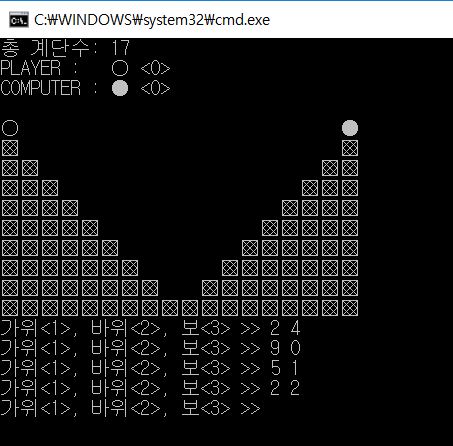 C:₩WINDOWS₩system32₩cmd.exe
총 계단수: 17
PLAYER : ○ <0>
COMPUTER : ● <0>
가위<1>, 바위<2>, 보<3> >> 2 4
가위<1>, 바위<2>, 보<3> >> 9 0
가위<1>, 바위<2>, 보<3> >> 5 1
가위<1>, 바위<2>, 보<3> >> 2 2
가위<1>, 바위<2>, 보<3> >>